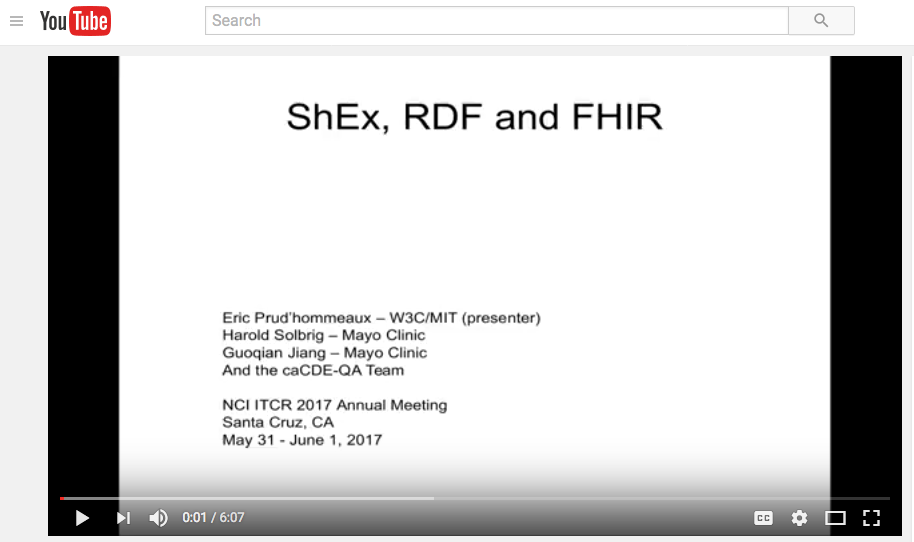 YouTube
Search
ShEx, RDF and FHIR
Eric Prud'hommeaux – W3C/MIT (presenter)
Harold Solbrig – Mayo Clinic
Guoqian Jiang – Mayo Clinic
And the caCDE-QA Team
NCI ITCR 2017 Annual Meeting
Santa Cruz, CA
May 31 - June 1, 2017
0:01 / 6:07
CC